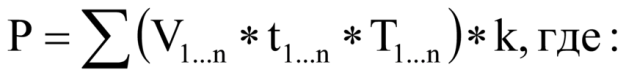 P = ∑(V₁...ₙ * t₁...ₙ * T₁...ₙ) * k, где: